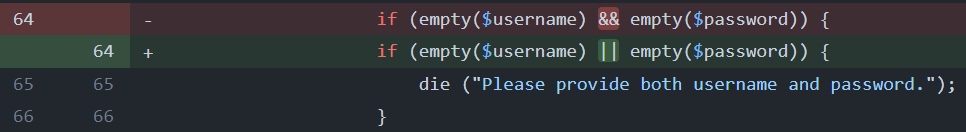 64 - if (empty($username) && empty($password)) {
64 + if (empty($username) || empty($password)) {
65 65 die ("Please provide both username and password.");
66 66 }